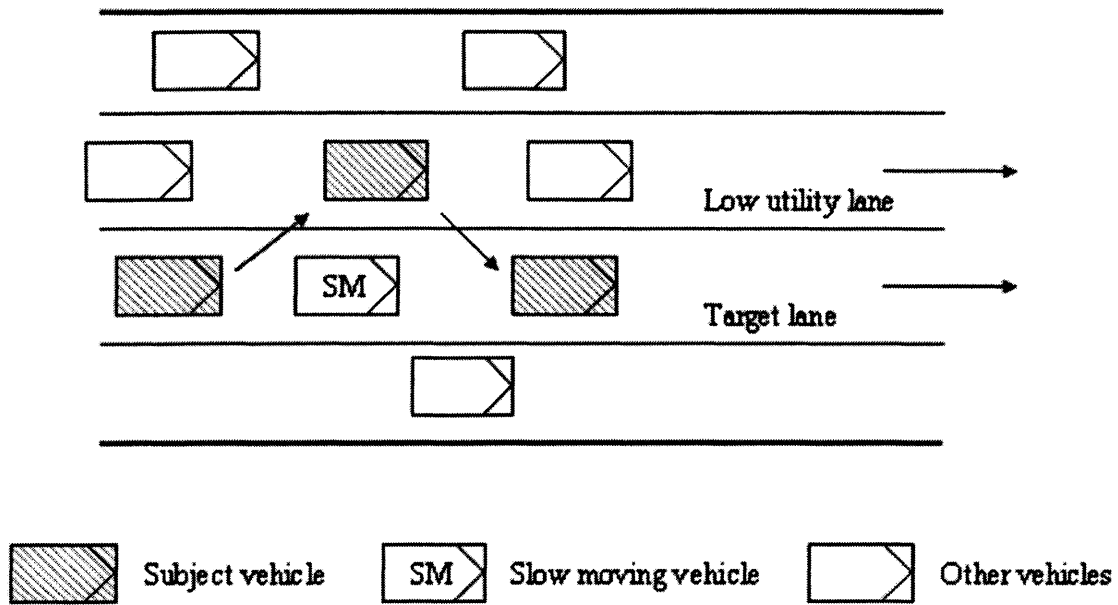 Low utility lane
SM
Target lane
Subject vehicle
SM
Slow moving vehicle
Other vehicles